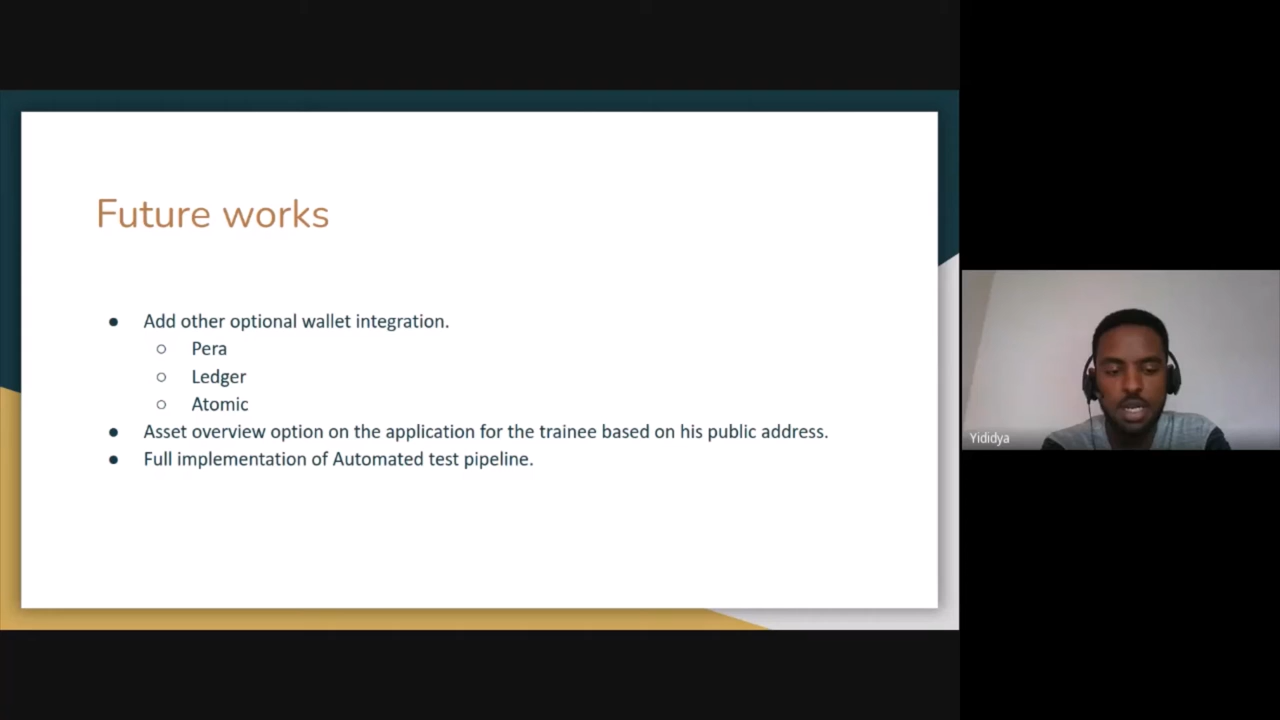 Future works
● Add other optional wallet integration.
○ Pera
○ Ledger
○ Atomic
● Asset overview option on the application for the trainee based on his public address.
● Full implementation of Automated test pipeline.
Yididya